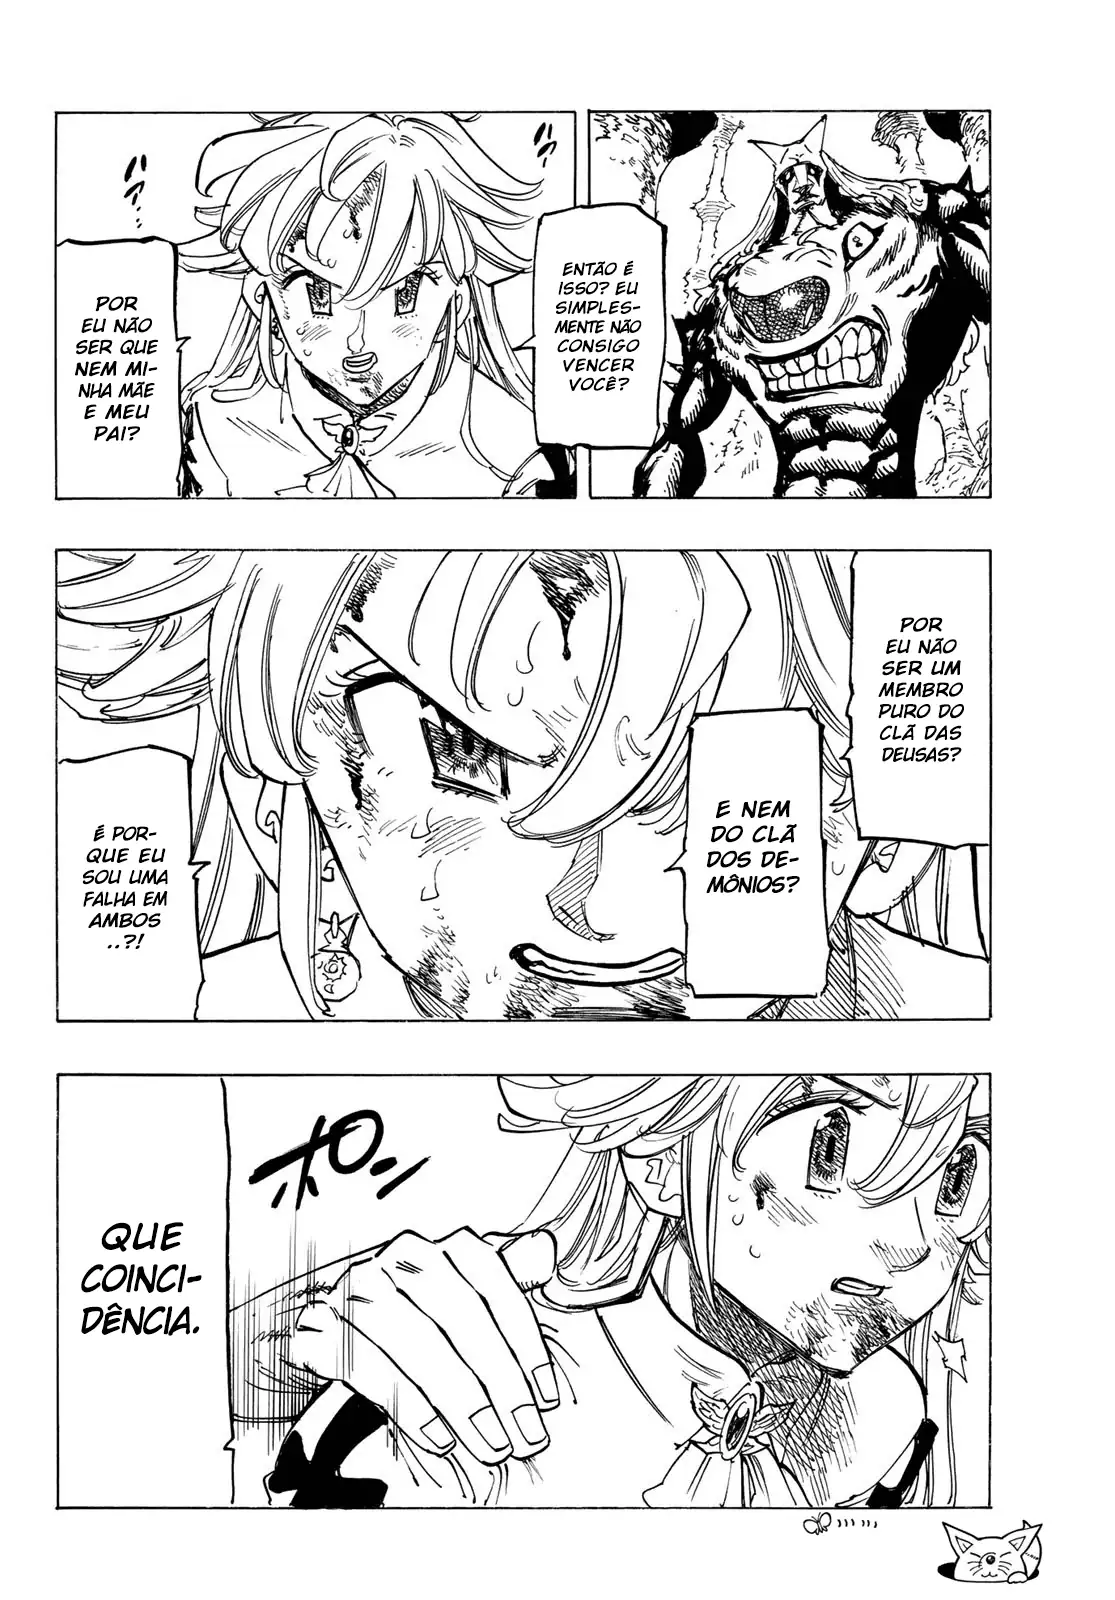 ENTÃO É
ISSO? EU
SIMPLES-
MENTE NÃO
CONSIGO
VENCER
VOCÊ?
POR
EU NÃO
SER QUE
NEM MI-
NHA MÃE
E MEU
PAI?
POR
EU NÃO
SER UM
MEMBRO
PURO DO
CLÃ DAS
DEUSAS?
E NEM
DO CLÃ
DOS DE-
MÔNIOS?
É POR-
QUE EU
SOU UMA
FALHA EM
AMBOS
..?!
ポン
QUE
COINCI-
DÊNCIA.